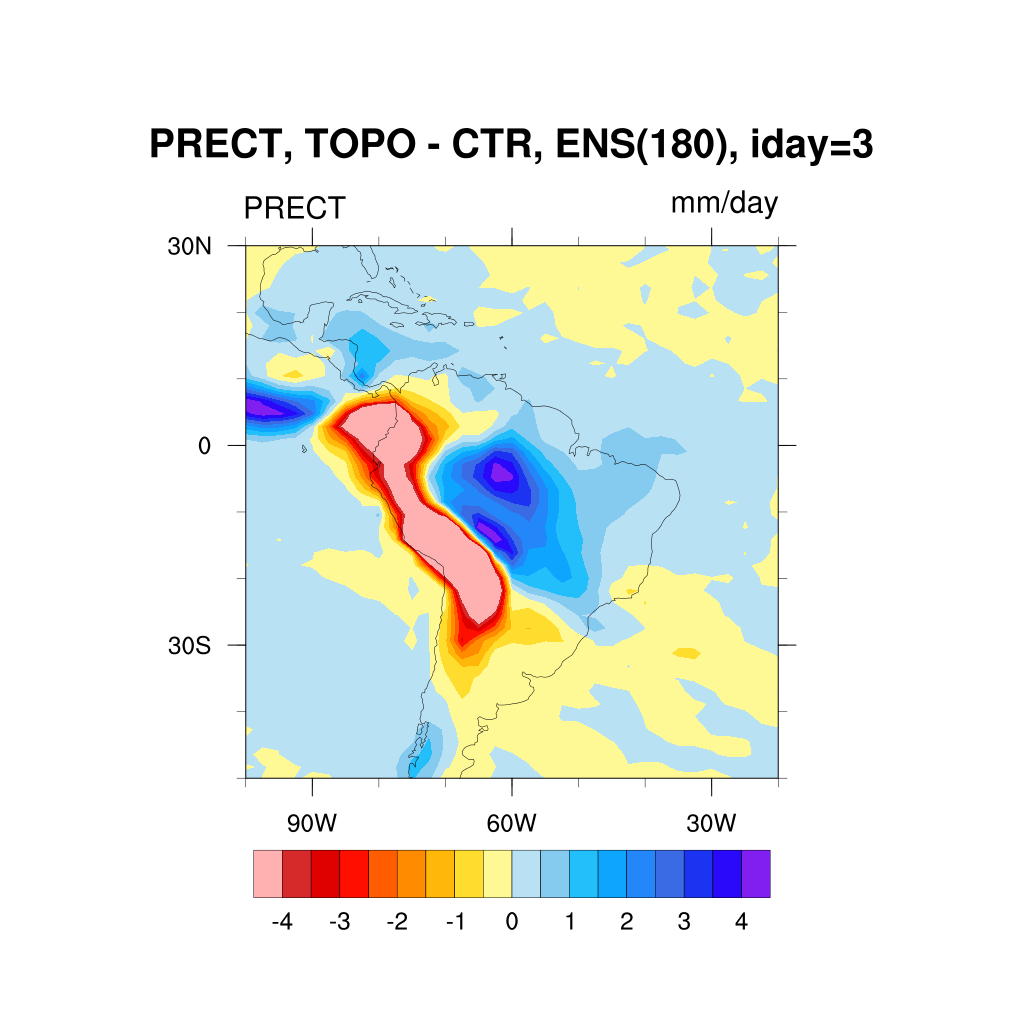 PRECT, TOPO - CTR, ENS(180), iday=3
PRECT mm/day
30N
0
30S
90W 60W 30W
-4 -3 -2 -1 0 1 2 3 4